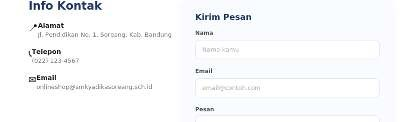 Info Kontak
Alamat
Jl. Pendidikan No. 1, Soreang, Kab. Bandung
Telepon
(022) 123-4567
Email
onlineshop@smkyadikasoreang.sch.id
Kirim Pesan
Nama
Nama kamu
Email
email@contoh.com
Pesan